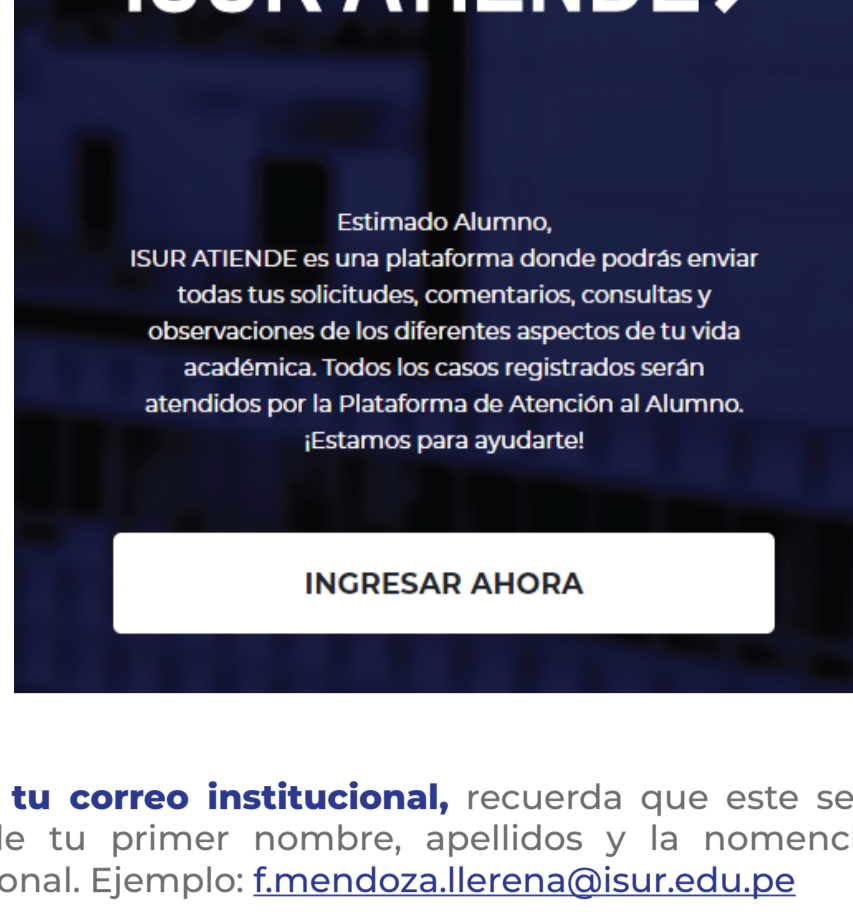 ISUR ATIENDE
Estimado Alumno,
ISUR ATIENDE es una plataforma donde podrás enviar
todas tus solicitudes, comentarios, consultas y
observaciones de los diferentes aspectos de tu vida
académica. Todos los casos registrados serán
atendidos por la Plataforma de Atención al Alumno.
¡Estamos para ayudarte!
INGRESAR AHORA
tu correo institucional, recuerda que este se
tu primer nombre, apellidos y la
onal. Ejemplo: f.mendoza.llerena@isur.edu.pe